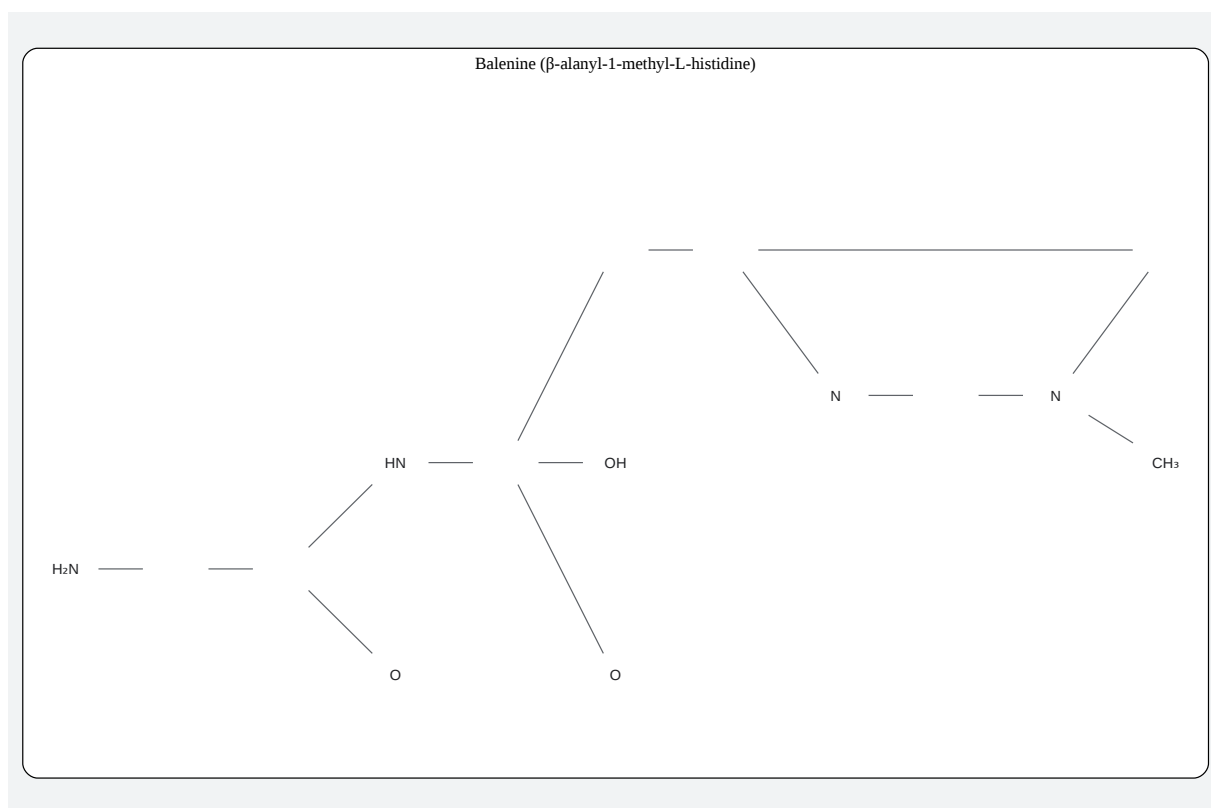 Balenine (β-alanyl-1-methyl-L-histidine)
N
N
HN
OH
CH₃
H₂N
O
O